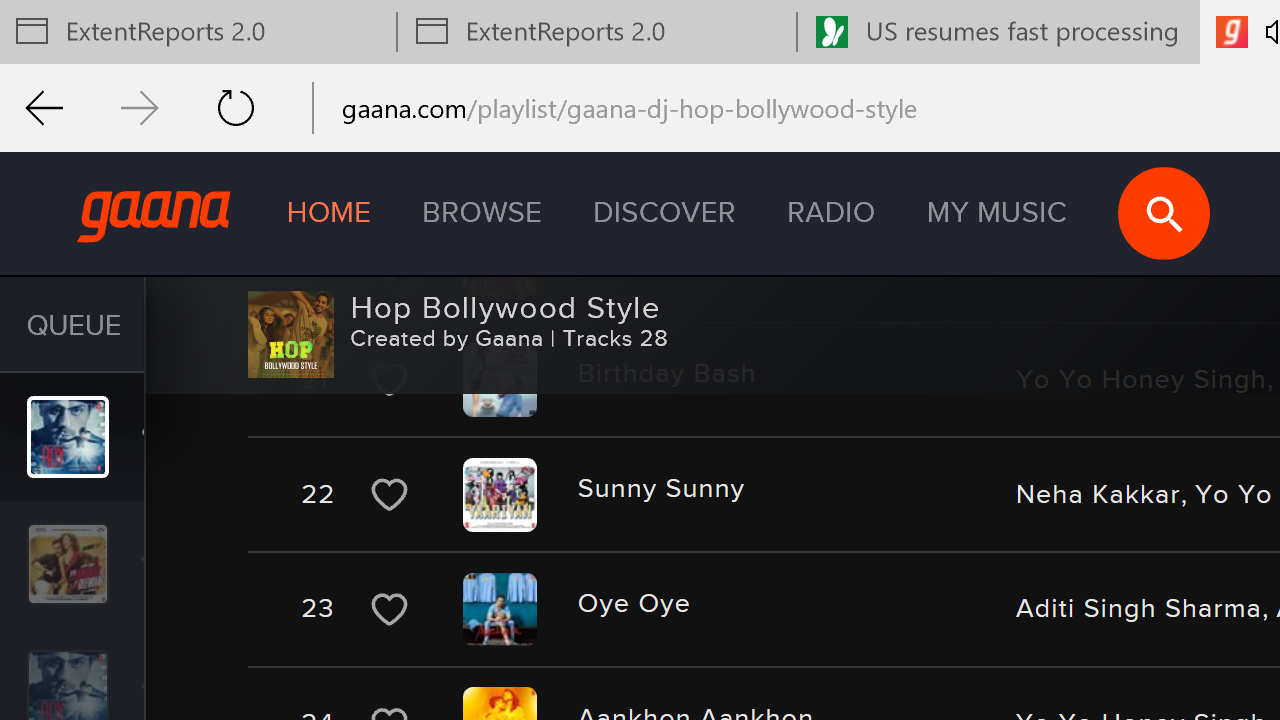 ExtentReports 2.0
ExtentReports 2.0
US resumes fast processing
g
gaana.com/playlist/gaana-dj-hop-bollywood-style
gaana
HOME
BROWSE
DISCOVER
RADIO
MY MUSIC
QUEUE
HOP
BOLLYWOOD STYLE
Hop Bollywood Style
Created by Gaana | Tracks 28
21
Birthday Bash
Yo Yo Honey Singh,
22
YAARIYAN
Sunny Sunny
Neha Kakkar, Yo Yo
23
Oye Oye
Aditi Singh Sharma,
24
Aankhon Aankhon
Yo Yo Honey Singh